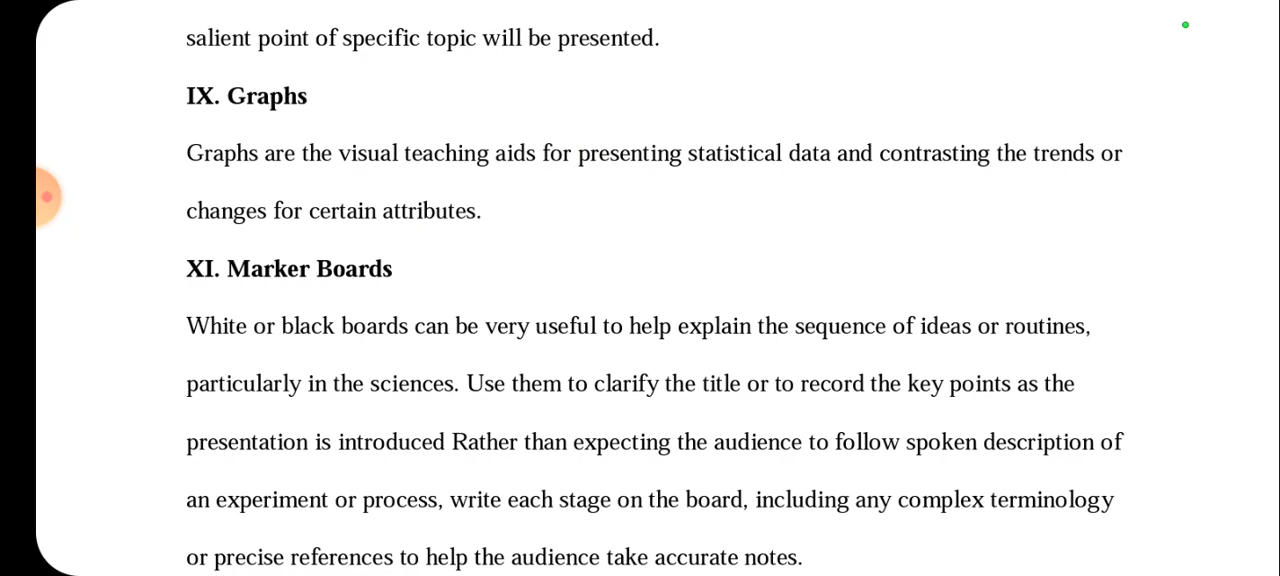 salient point of specific topic will be presented.
IX. Graphs
Graphs are the visual teaching aids for presenting statistical data and contrasting the trends or
changes for certain attributes.
XI. Marker Boards
White or black boards can be very useful to help explain the sequence of ideas or routines,
particularly in the sciences. Use them to clarify the title or to record the key points as the
presentation is introduced Rather than expecting the audience to follow spoken description of
an experiment or process, write each stage on the board, including any complex terminology
or precise references to help the audience take accurate notes.